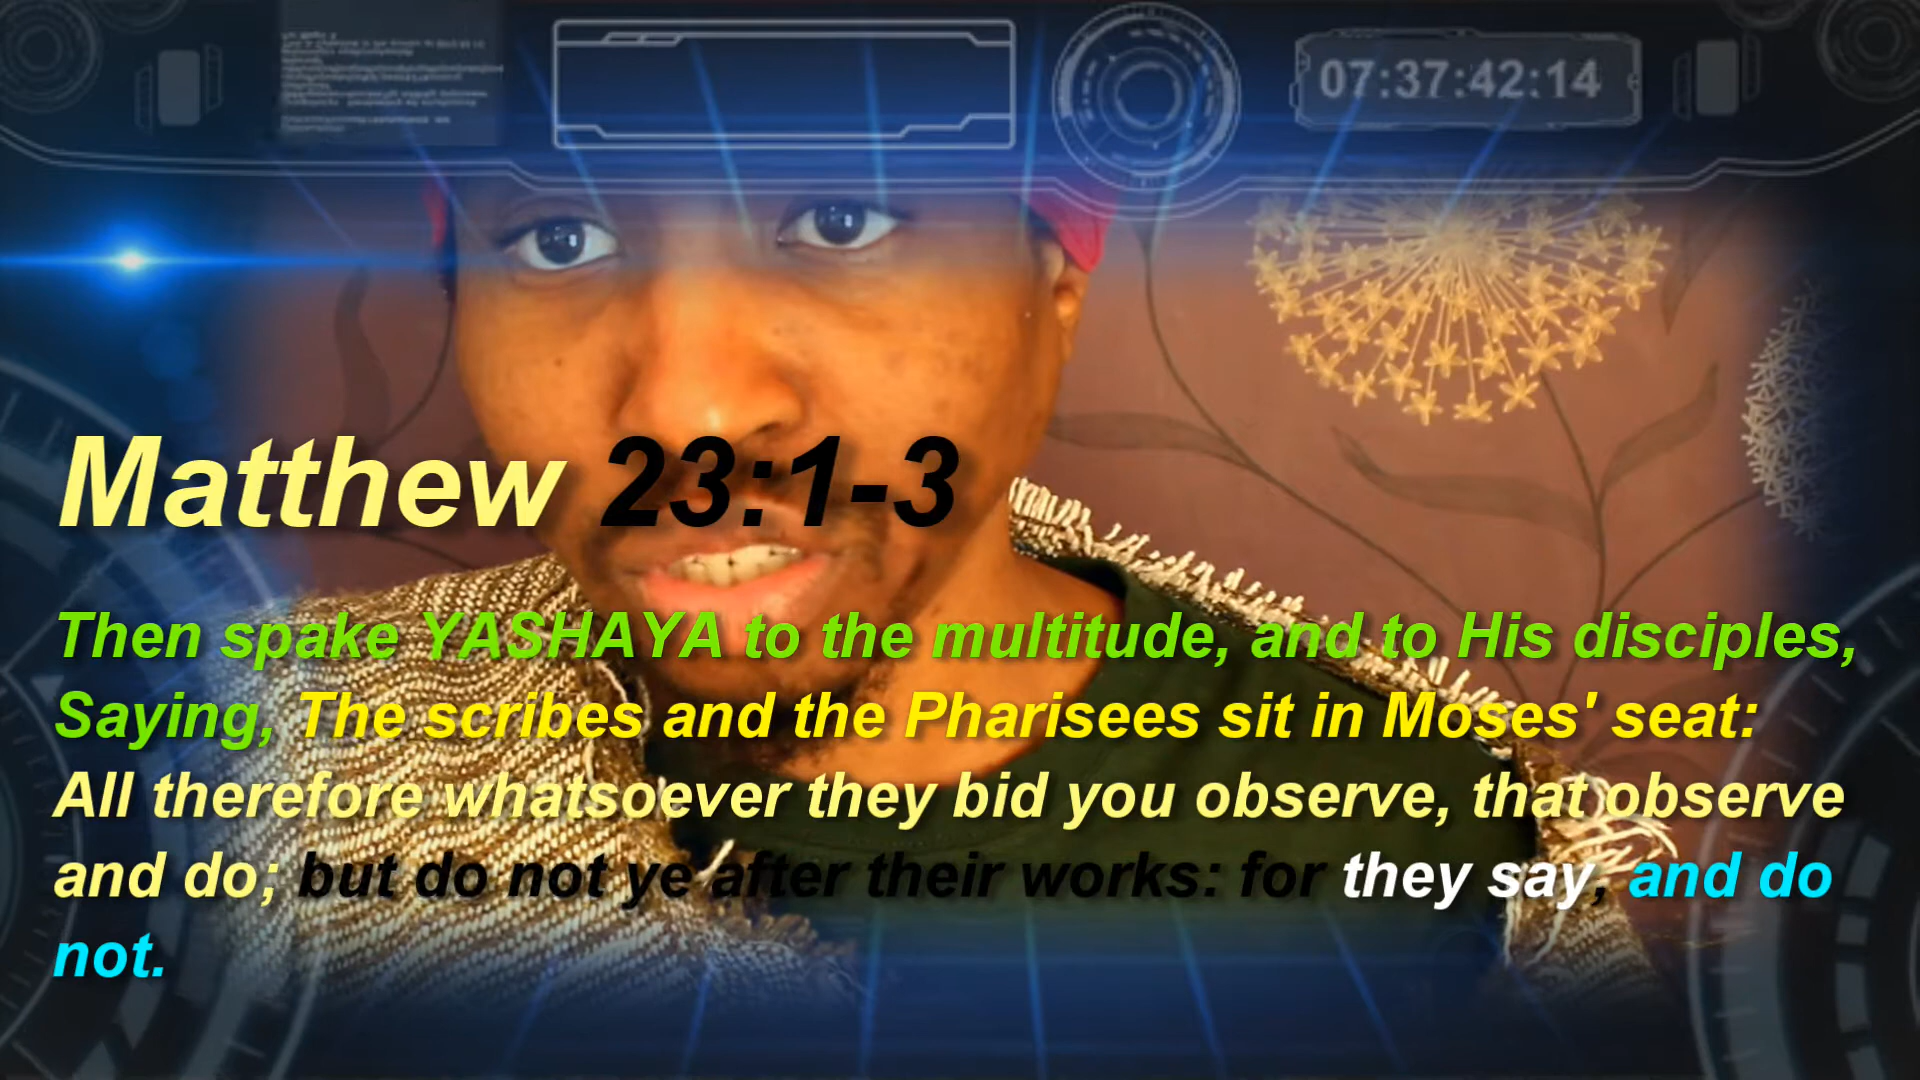 07:37:42:14
Matthew 23:1-3
Then spake YASHAYA to the multitude, and to His disciples,
Saying, The scribes and the Pharisees sit in Moses' seat:
All therefore whatsoever they bid you observe, that observe
and do; but do not ye after their works: for they say, and do
not.